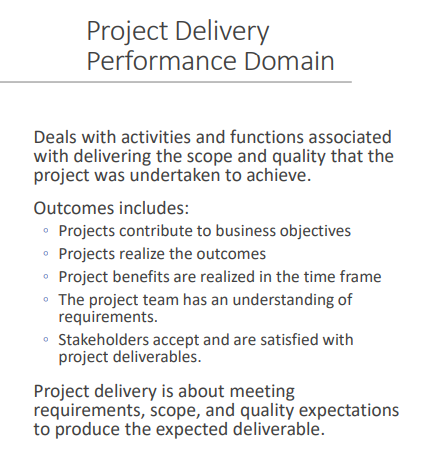 Project Delivery
Performance Domain
Deals with activities and functions associated
with delivering the scope and quality that the
project was undertaken to achieve.
Outcomes includes:
◦ Projects contribute to business objectives
◦ Projects realize the outcomes
◦ Project benefits are realized in the time frame
◦ The project team has an understanding of
requirements.
◦ Stakeholders accept and are satisfied with
project deliverables.
Project delivery is about meeting
requirements, scope, and quality expectations
to produce the expected deliverable.